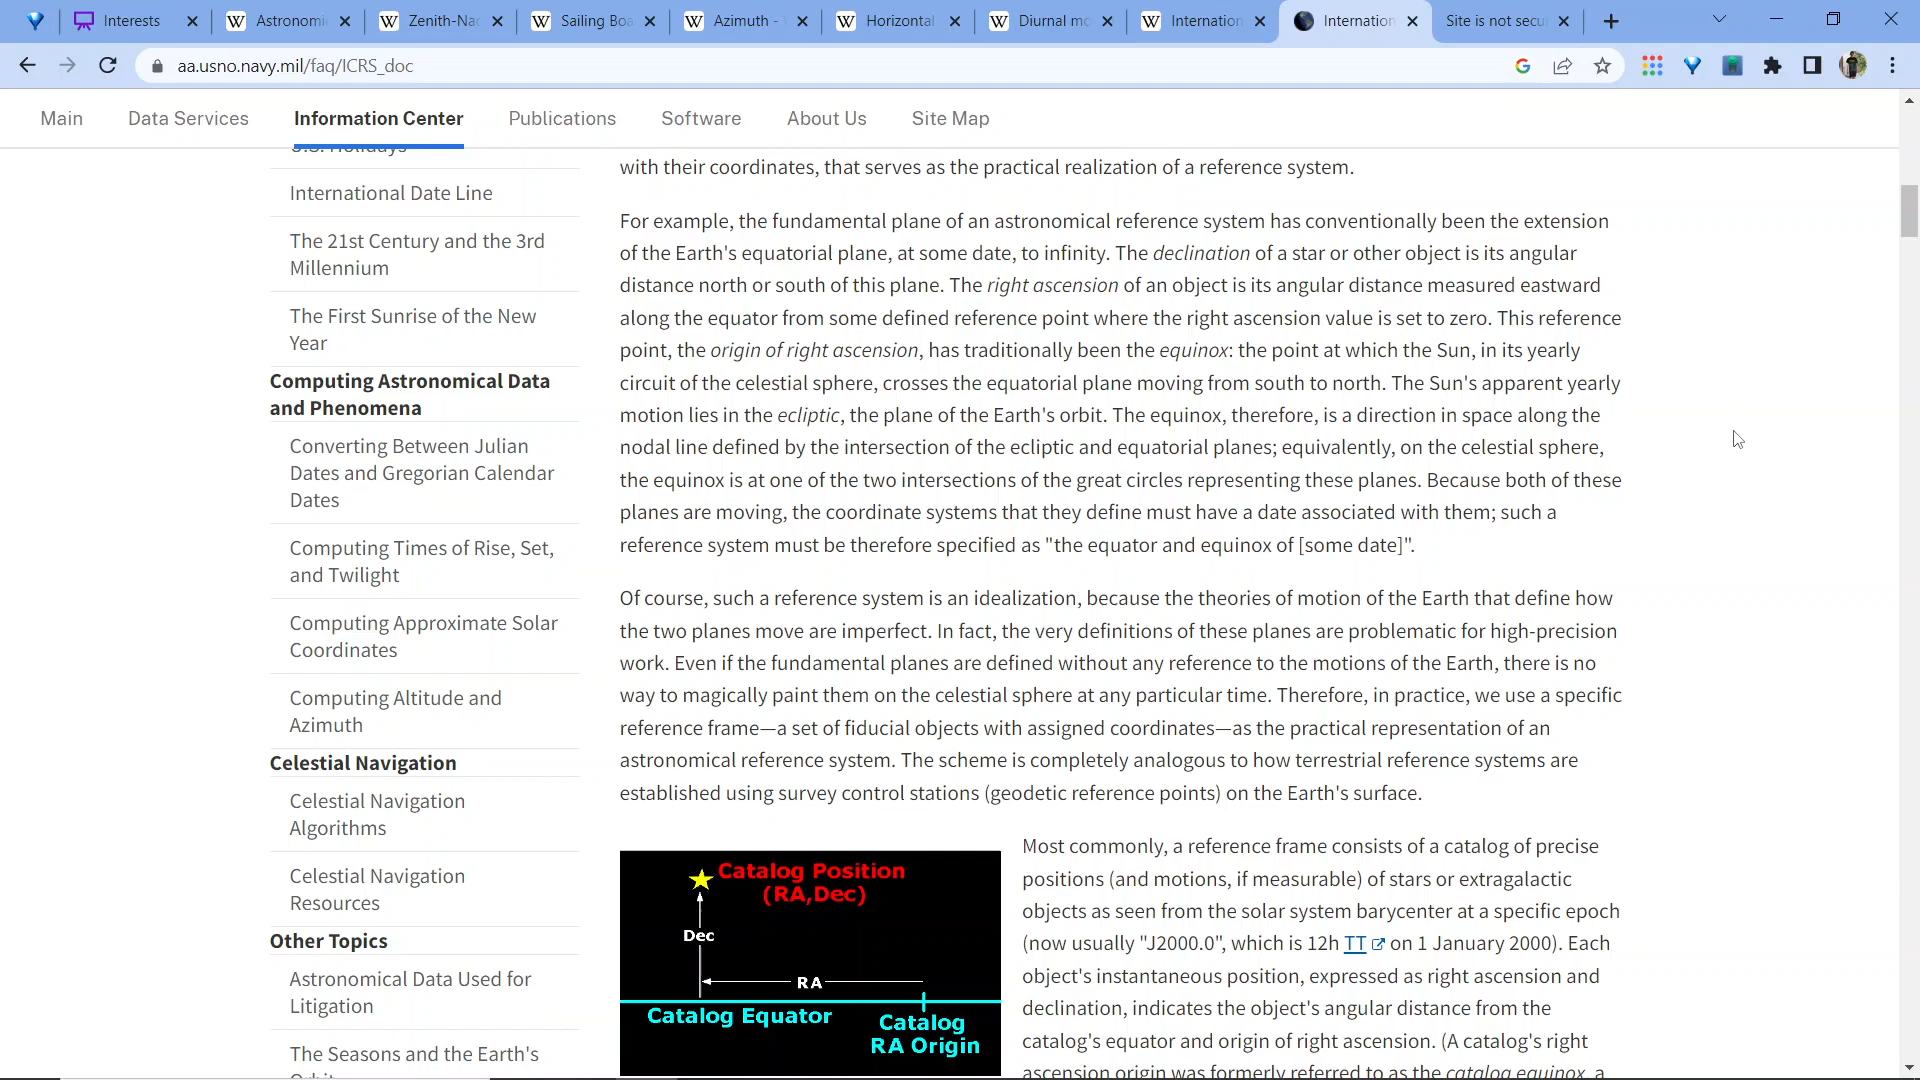 Interests
Astronomi
Zenith-Nad
Sailing Boa
Azimuth -
Horizontal
Diurnal mo
Internation
Internation
Site is not secu
aa.usno.navy.mil/faq/ICRS_doc
Main
Data Services
Information Center
Publications
Software
About Us
Site Map
U.S. Holidays
International Date Line
The 21st Century and the 3rd
Millennium
The First Sunrise of the New
Year
Computing Astronomical Data
and Phenomena
Converting Between Julian
Dates and Gregorian Calendar
Dates
Computing Times of Rise, Set,
and Twilight
Computing Approximate Solar
Coordinates
Computing Altitude and
Azimuth
Celestial Navigation
Celestial Navigation
Algorithms
Celestial Navigation
Resources
Other Topics
Astronomical Data Used for
Litigation
The Seasons and the Earth's
Orbit
with their coordinates, that serves as the practical realization of a reference system.
For example, the fundamental plane of an astronomical reference system has conventionally been the extension
of the Earth's equatorial plane, at some date, to infinity. The declination of a star or other object is its angular
distance north or south of this plane. The right ascension of an object is its angular distance measured eastward
along the equator from some defined reference point where the right ascension value is set to zero. This reference
point, the origin of right ascension, has traditionally been the equinox: the point at which the Sun, in its yearly
circuit of the celestial sphere, crosses the equatorial plane moving from south to north. The Sun's apparent yearly
motion lies in the ecliptic, the plane of the Earth's orbit. The equinox, therefore, is a direction in space along the
nodal line defined by the intersection of the ecliptic and equatorial planes; equivalently, on the celestial sphere,
the equinox is at one of the two intersections of the great circles representing these planes. Because both of these
planes are moving, the coordinate systems that they define must have a date associated with them; such a
reference system must be therefore specified as "the equator and equinox of [some date]".
Of course, such a reference system is an idealization, because the theories of motion of the Earth that define how
the two planes move are imperfect. In fact, the very definitions of these planes are problematic for high-precision
work. Even if the fundamental planes are defined without any reference to the motions of the Earth, there is no
way to magically paint them on the celestial sphere at any particular time. Therefore, in practice, we use a specific
reference frame—a set of fiducial objects with assigned coordinates—as the practical representation of an
astronomical reference system. The scheme is completely analogous to how terrestrial reference systems are
established using survey control stations (geodetic reference points) on the Earth's surface.
Catalog Position
(RA,Dec)
Dec
RA
Catalog Equator
Catalog
RA Origin
Most commonly, a reference frame consists of a catalog of precise
positions (and motions, if measurable) of stars or extragalactic
objects as seen from the solar system barycenter at a specific epoch
(now usually "J2000.0", which is 12h TT on 1 January 2000). Each
object's instantaneous position, expressed as right ascension and
declination, indicates the object's angular distance from the
catalog's equator and origin of right ascension. (A catalog's right
ascension origin was formerly referred to as the catalog equinox, a